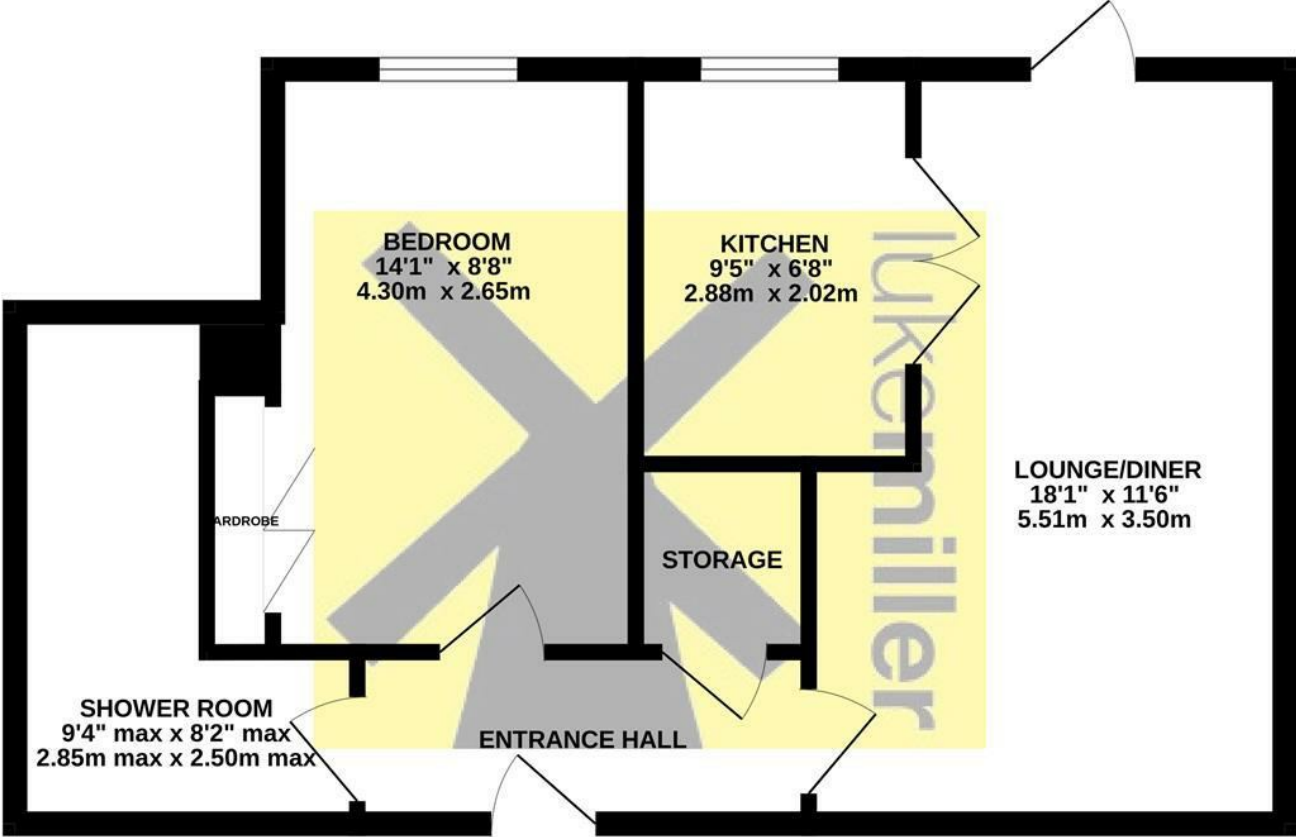 BEDROOM
14'1" x 8'8"
4.30m x 2.65m
KITCHEN
9'5" x 6'8"
2.88m x 2.02m
lukemiller
LOUNGE/DINER
18'1" x 11'6"
5.51m x 3.50m
ARDROBE
STORAGE
SHOWER ROOM
9'4" max x 8'2" max
2.85m max x 2.50m max
ENTRANCE HALL